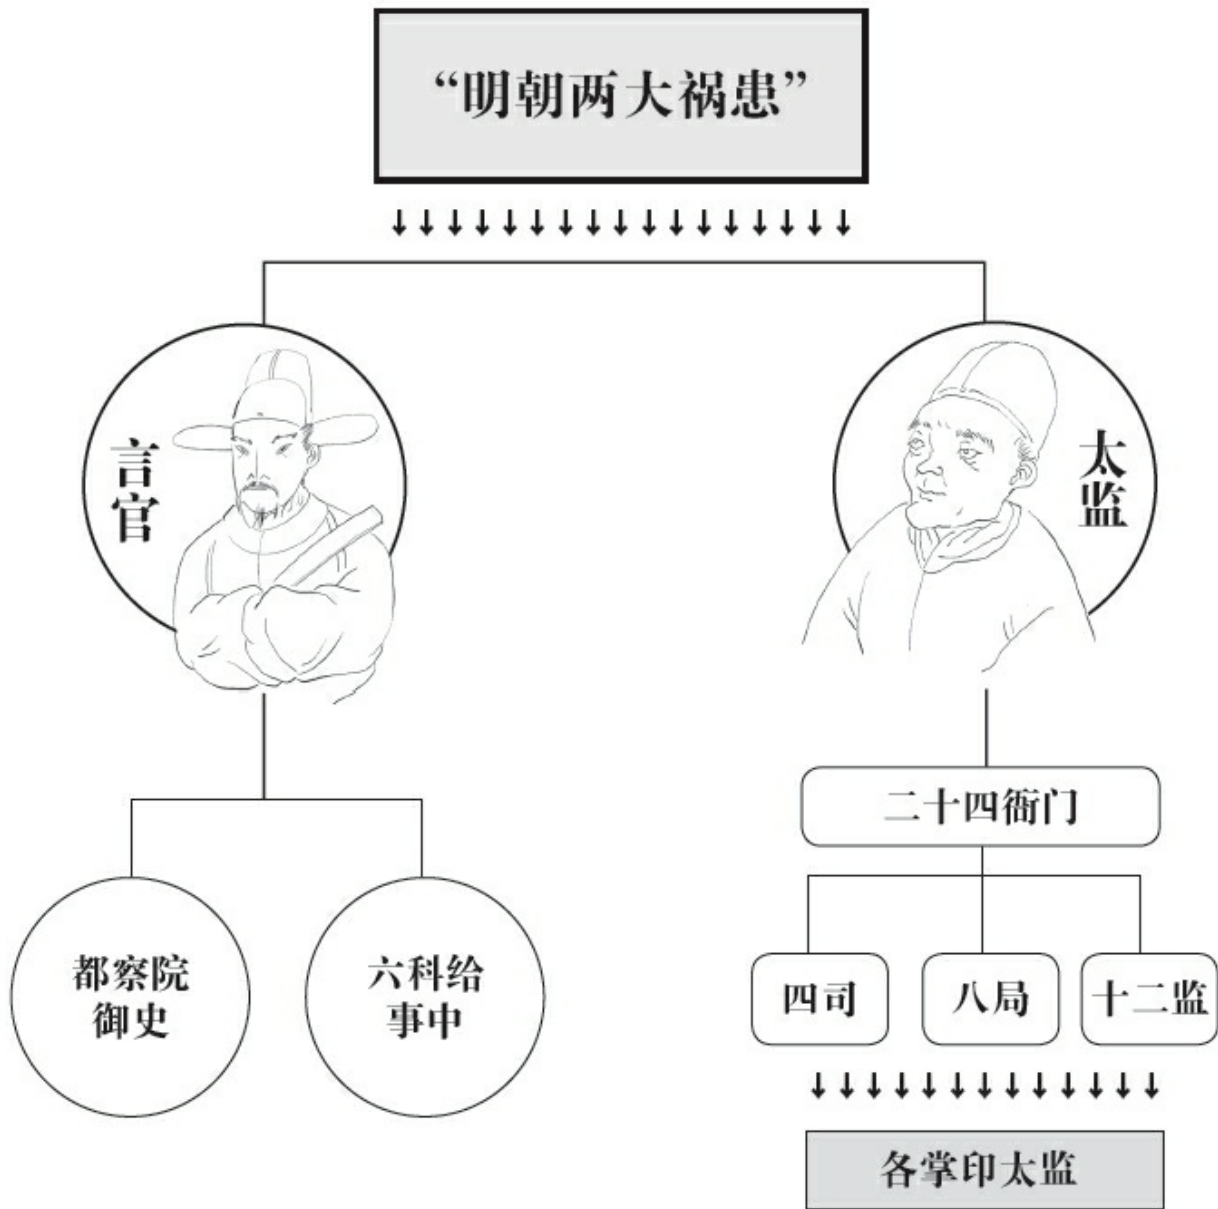 “明朝两大祸患”
言官
太监
二十四衙门
都察院
御史
六科给
事中
四司
八局
十二监
各掌印太监